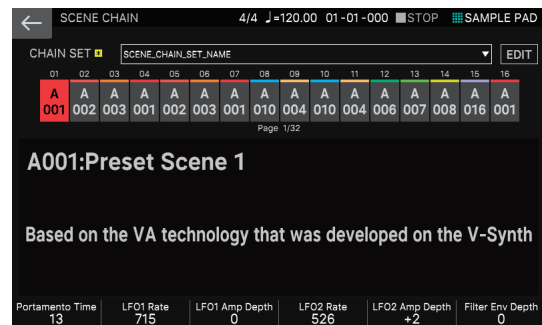 SCENE CHAIN 4/4 ♩=120.00 01-01-000 STOP SAMPLE PAD
CHAIN SET SCENE_CHAIN_SET_NAME EDIT
01 02 03 04 05 06 07 08 09 10 11 12 13 14 15 16
A A A A A A A A A A A A A A A A
001 002 003 001 002 003 001 010 004 010 004 006 007 008 016 001
Page 1/32
A001:Preset Scene 1
Based on the VA technology that was developed on the V-Synth
Portamento Time LFO1 Rate LFO1 Amp Depth LFO2 Rate LFO2 Amp Depth Filter Env Depth
13 715 0 526 +2 0